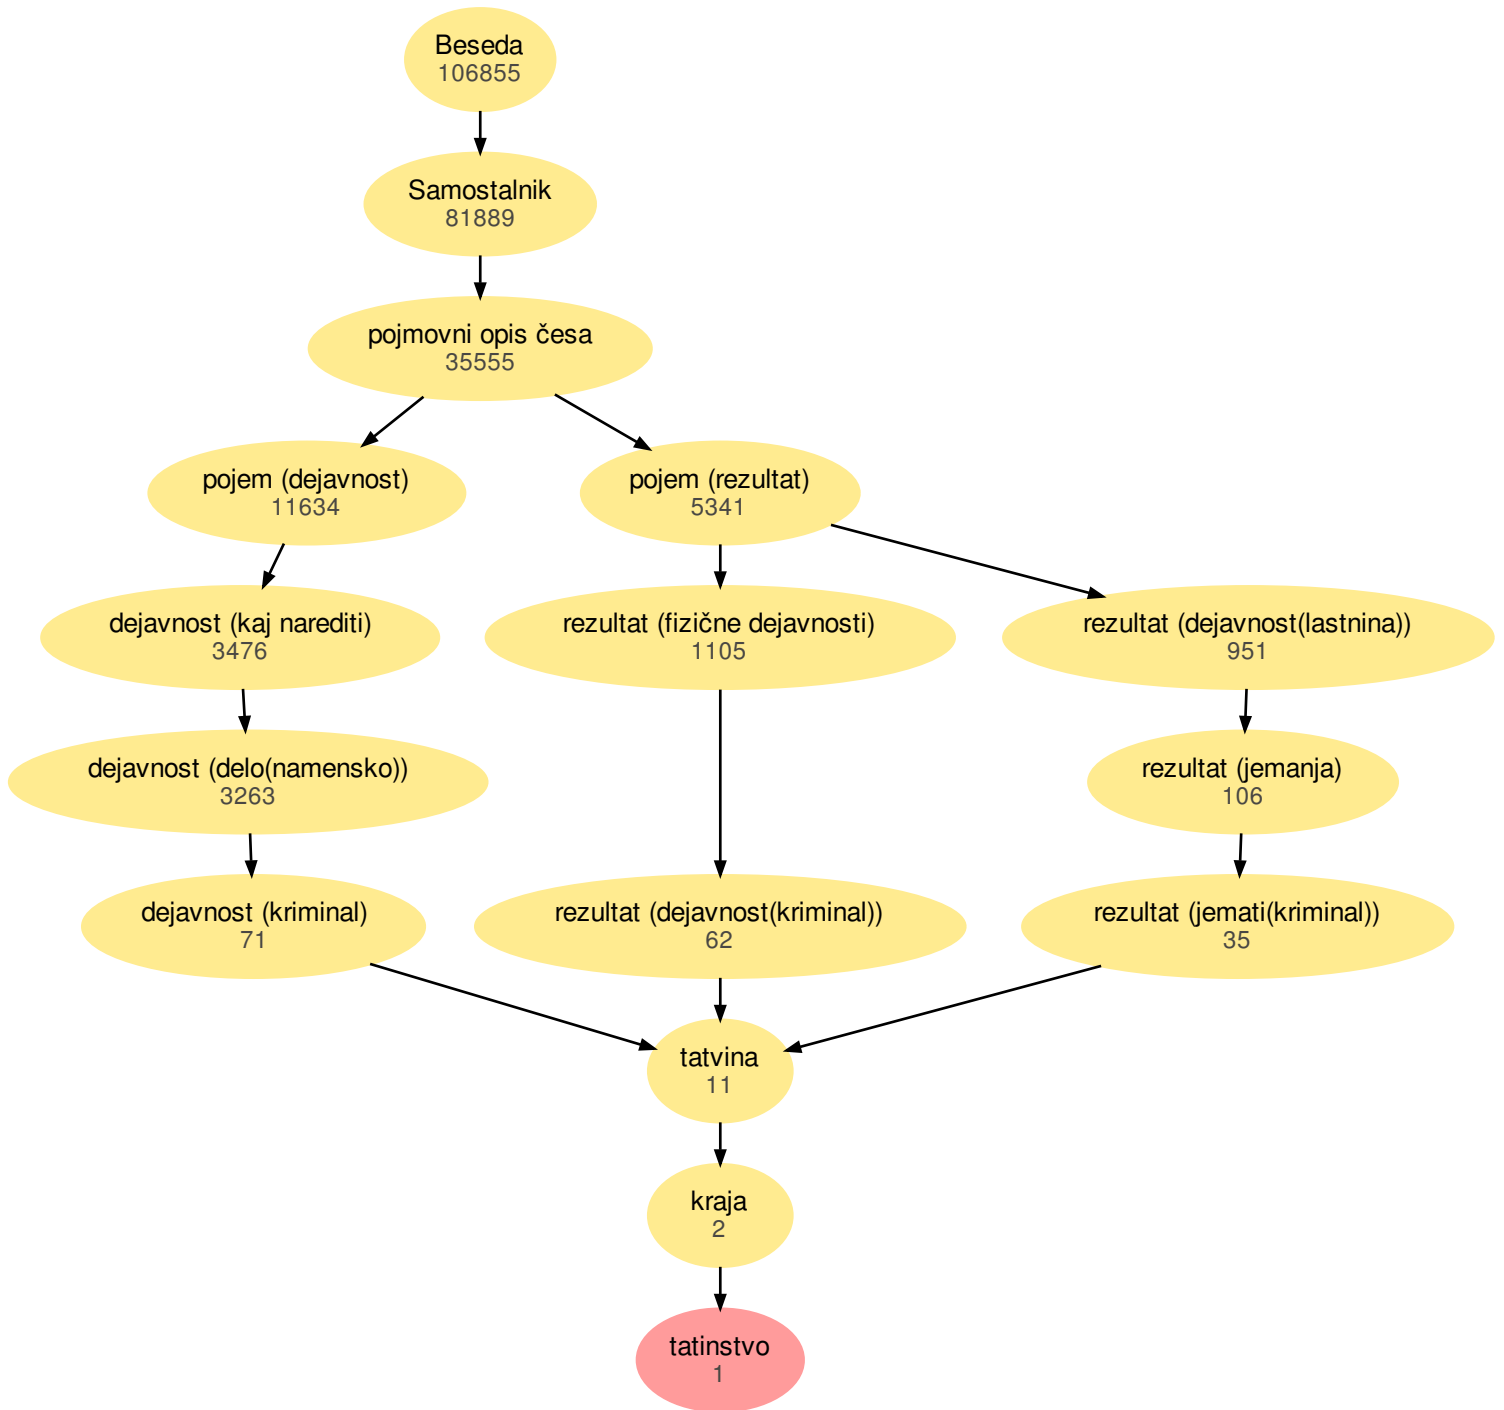 Beseda
106855
Samostalnik
81889
pojmovni opis česa
35555
pojem (dejavnost)
11634
pojem (rezultat)
5341
dejavnost (kaj narediti)
3476
rezultat (fizične dejavnosti)
1105
rezultat (dejavnost(lastnina))
951
dejavnost (delo(namensko))
3263
rezultat (jemanja)
106
dejavnost (kriminal)
71
rezultat (dejavnost(kriminal))
62
rezultat (jemati(kriminal))
35
tatvina
11
kraja
2
tatinstvo
1